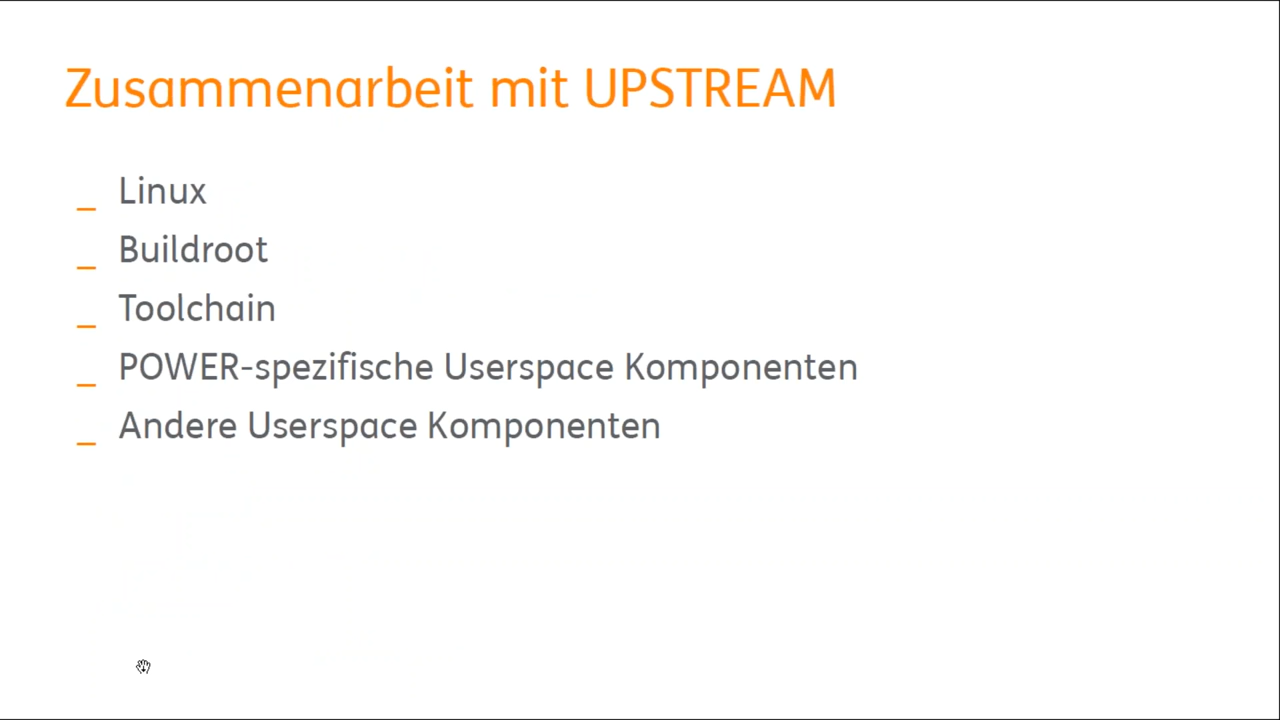 Zusammenarbeit mit UPSTREAM
_ Linux
_ Buildroot
_ Toolchain
_ POWER-spezifische Userspace Komponenten
_ Andere Userspace Komponenten